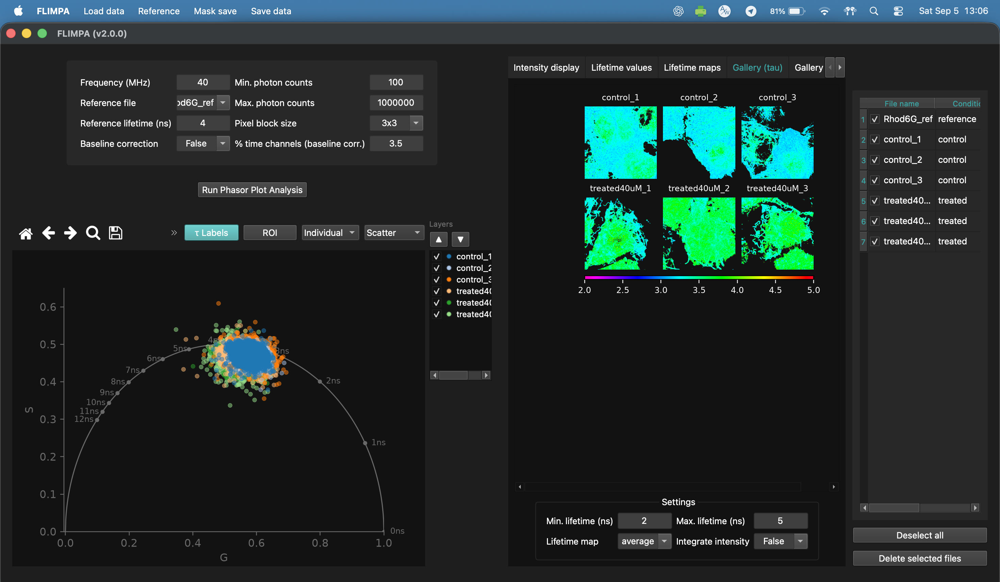 FLIMPA Load data Reference Mask save Save data 81% Sat Sep 5 13:06
FLIMPA (v2.0.0)
Frequency (MHz) 40 Min. photon counts 100
Reference file od6G_ref Max. photon counts 1000000
Reference lifetime (ns) 4 Pixel block size 3x3
Baseline correction False % time channels (baseline corr.) 3.5
Run Phasor Plot Analysis
» τ Labels ROI Individual Scatter
Layers
control_1
control_2
control_3
treated40
treated40
treated40
0.6
0.5
0.4
0.3
0.2
0.1
0.0
S
0.0 0.2 0.4 0.6 0.8 1.0
G
0ns
1ns
2ns
3ns
4n
5ns
6ns
7ns
8ns
9ns
10ns
11ns
12ns
Intensity display Lifetime values Lifetime maps Gallery (tau) Gallery
control_1 control_2 control_3
treated40uM_1 treated40uM_2 treated40uM_3
2.0 2.5 3.0 3.5 4.0 4.5 5.0
Settings
Min. lifetime (ns) 2 Max. lifetime (ns) 5
Lifetime map average Integrate intensity False
File name Conditio
1 Rhod6G_ref reference
2 control_1 control
3 control_2 control
4 control_3 control
5 treated40... treated
6 treated40... treated
7 treated40... treated
Deselect all
Delete selected files